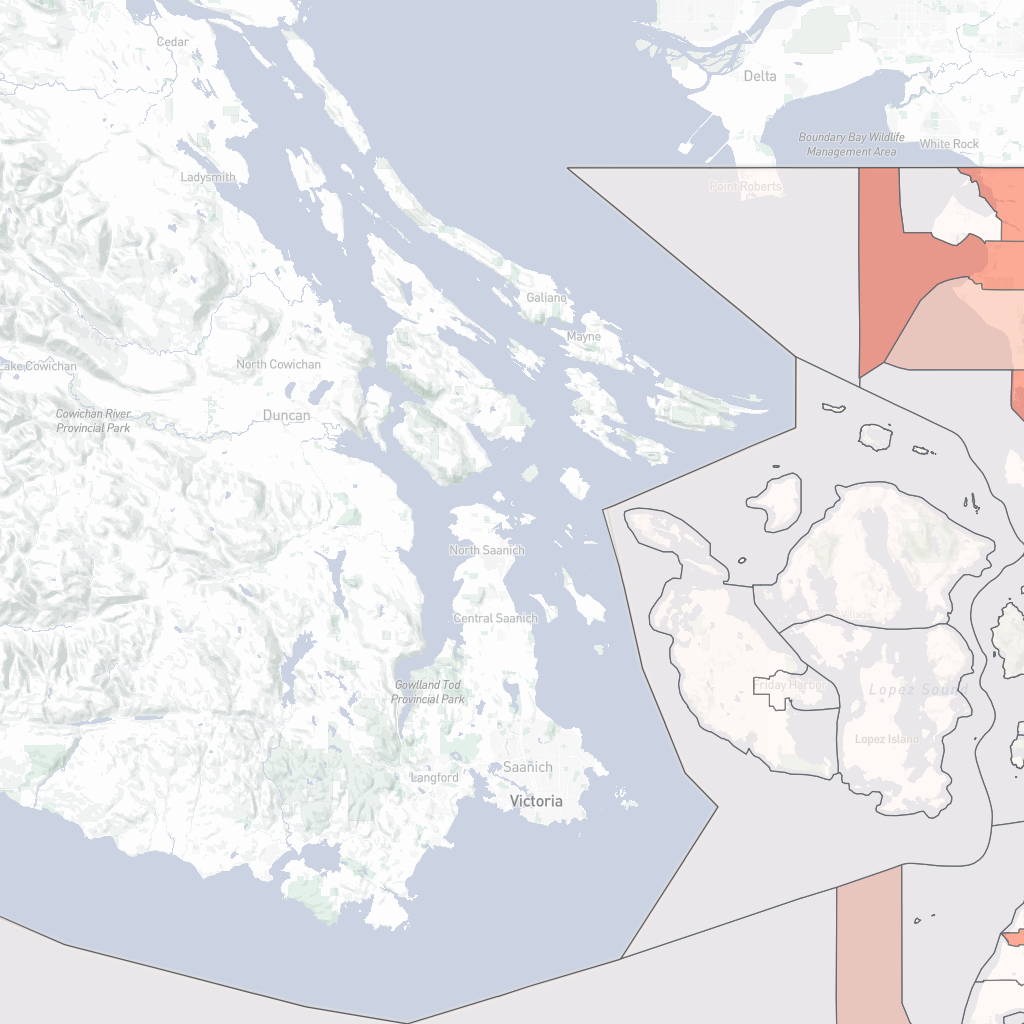 Cedar
Delta
Boundary Bay Wildlife
Management Area
White Rock
Ladysmith
Point Roberts
Galiano
Mayne
Lake Cowichan
North Cowichan
Cowichan River
Provincial Park
Duncan
North Saanich
Central Saanich
Village
Gowlland Tod
Provincial Park
Friday Harbor
Lopez Sound
Lopez Island
Saanich
Langford
Victoria